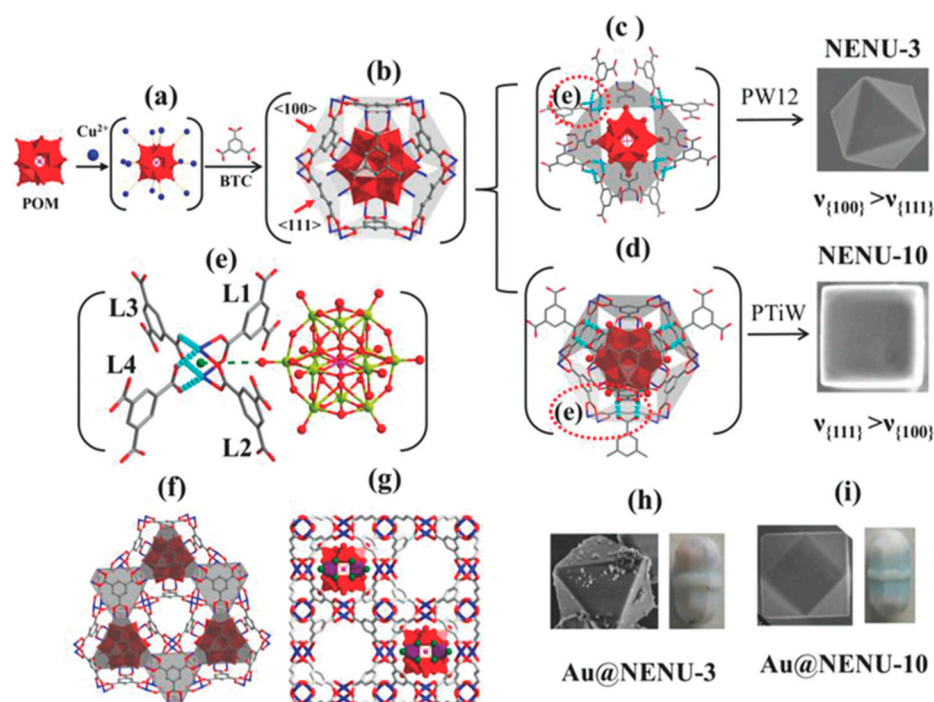 (a)
Cu²⁺
POM
BTC
(b)
<100>
<111>
(c )
(e)
PW12
NENU-3
ν{100} >ν{111}
(d)
(e)
PTiW
NENU-10
ν{111} >ν{100}
(e)
L3
L1
L4
L2
(f)
(g)
(h)
(i)
Au@NENU-3
Au@NENU-10